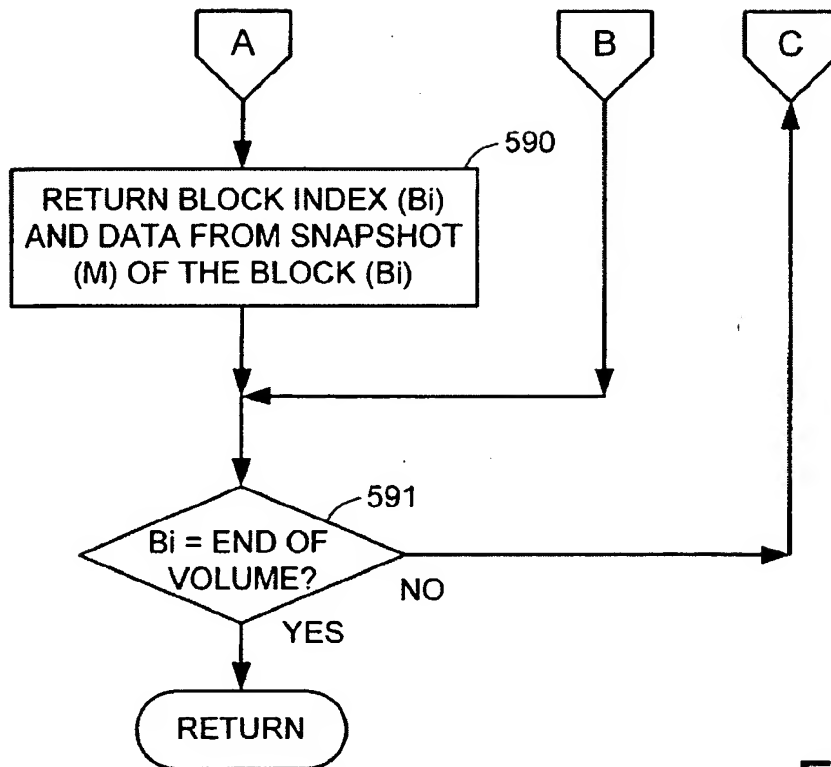 A
B
C
590
RETURN BLOCK INDEX (Bi)
AND DATA FROM SNAPSHOT
(M) OF THE BLOCK (Bi)
591
Bi = END OF
VOLUME?
NO
YES
RETURN